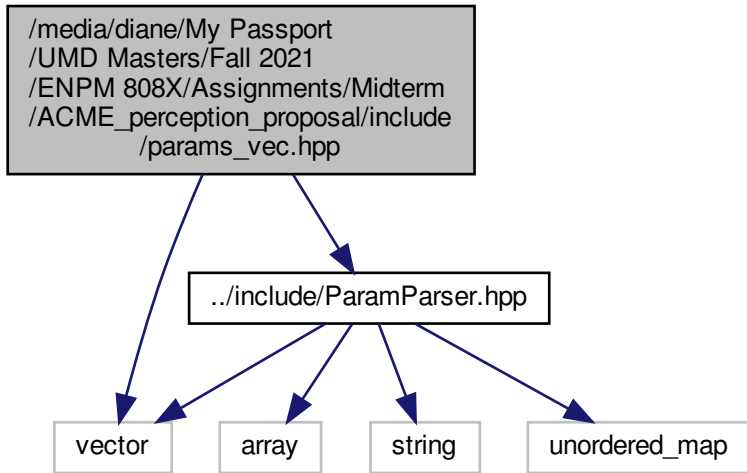 /media/diane/My Passport
/UMD Masters/Fall 2021
/ENPM 808X/Assignments/Midterm
/ACME_perception_proposal/include
/params_vec.hpp
../include/ParamParser.hpp
vector
array
string
unordered_map